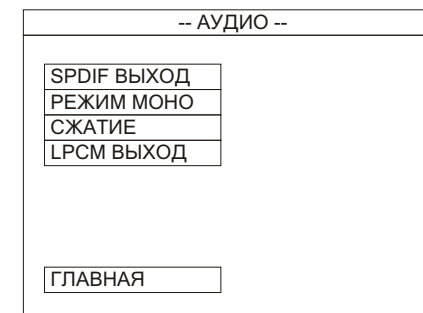 -- АУДИО --
SPDIF ВЫХОД
РЕЖИМ МОНО
СЖАТИЕ
LPCM ВЫХОД
ГЛАВНАЯ